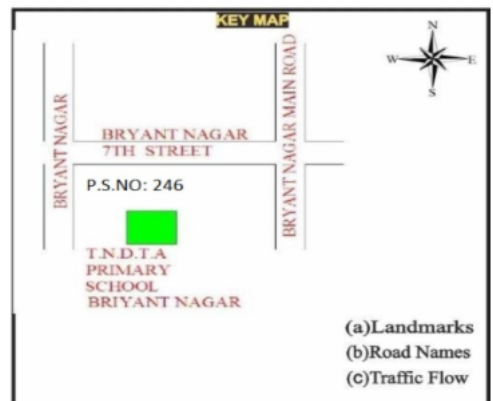 KEY MAP
N
W
E
S
BRYANT NAGAR
BRYANT NAGAR MAIN ROAD
BRYANT NAGAR
7TH STREET
P.S.NO: 246
T.N.D.T.A
PRIMARY
SCHOOL
BRIYANT NAGAR
(a)Landmarks
(b)Road Names
(c)Traffic Flow